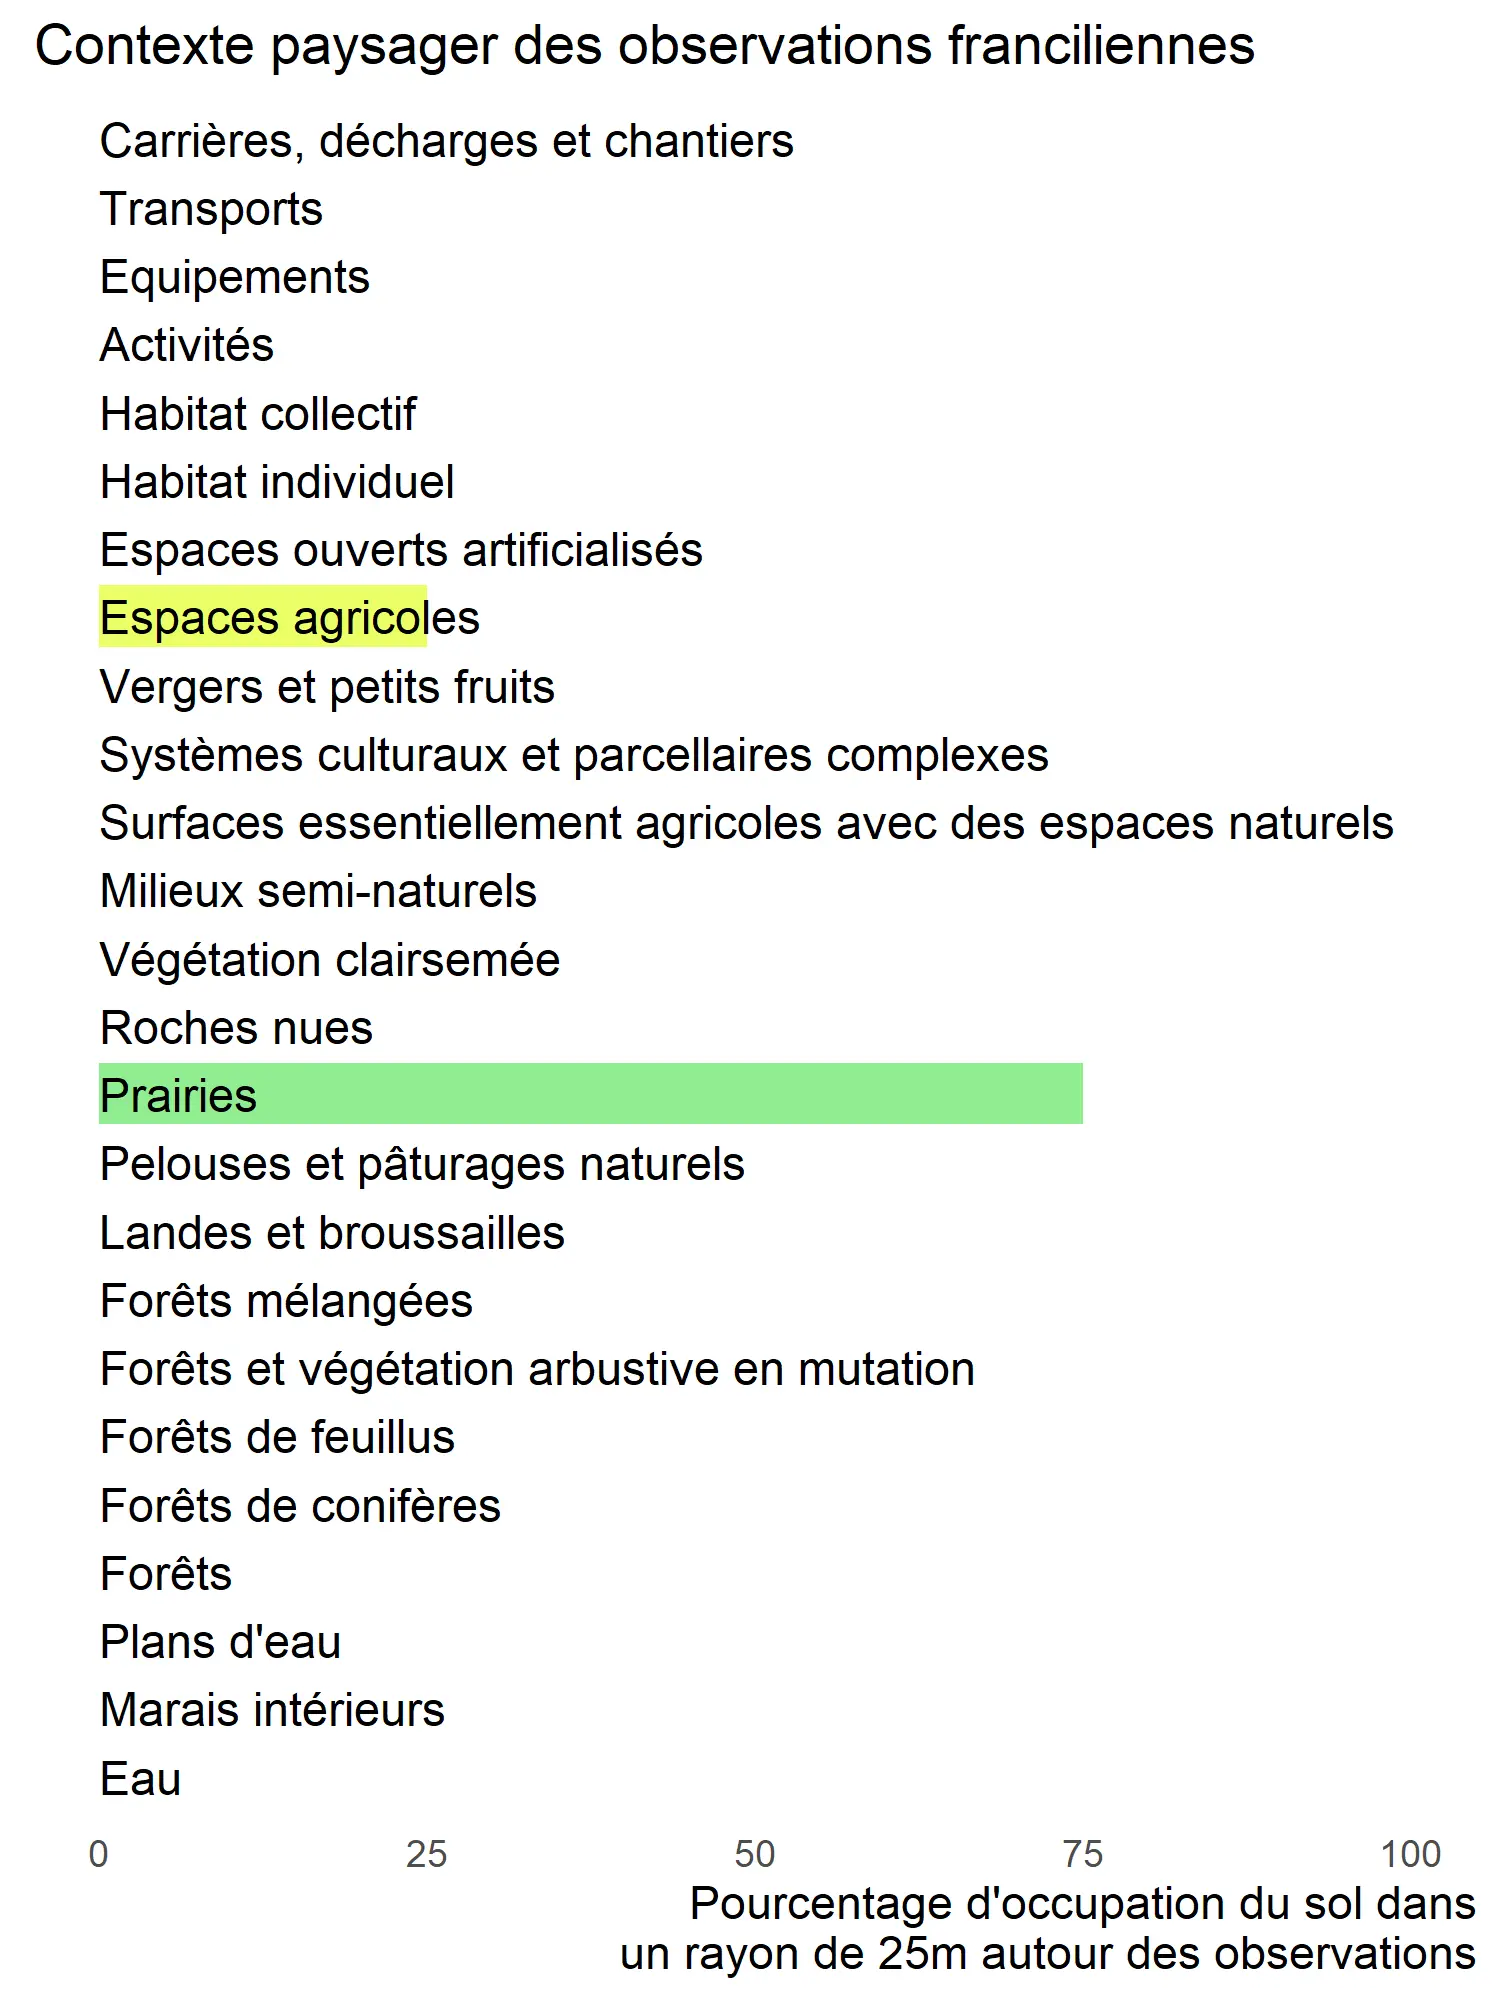 Contexte paysager des observations franciliennes
Carrières, décharges et chantiers
Transports
Equipements
Activités
Habitat collectif
Habitat individuel
Espaces ouverts artificialisés
Espaces agricoles
Vergers et petits fruits
Systèmes culturaux et parcellaires complexes
Surfaces essentiellement agricoles avec des espaces naturels
Milieux semi-naturels
Végétation clairsemée
Roches nues
Prairies
Pelouses et pâturages naturels
Landes et broussailles
Forêts mélangées
Forêts et végétation arbustive en mutation
Forêts de feuillus
Forêts de conifères
Forêts
Plans d'eau
Marais intérieurs
Eau
0 25 50 75 100
Pourcentage d'occupation du sol dans
un rayon de 25m autour des observations